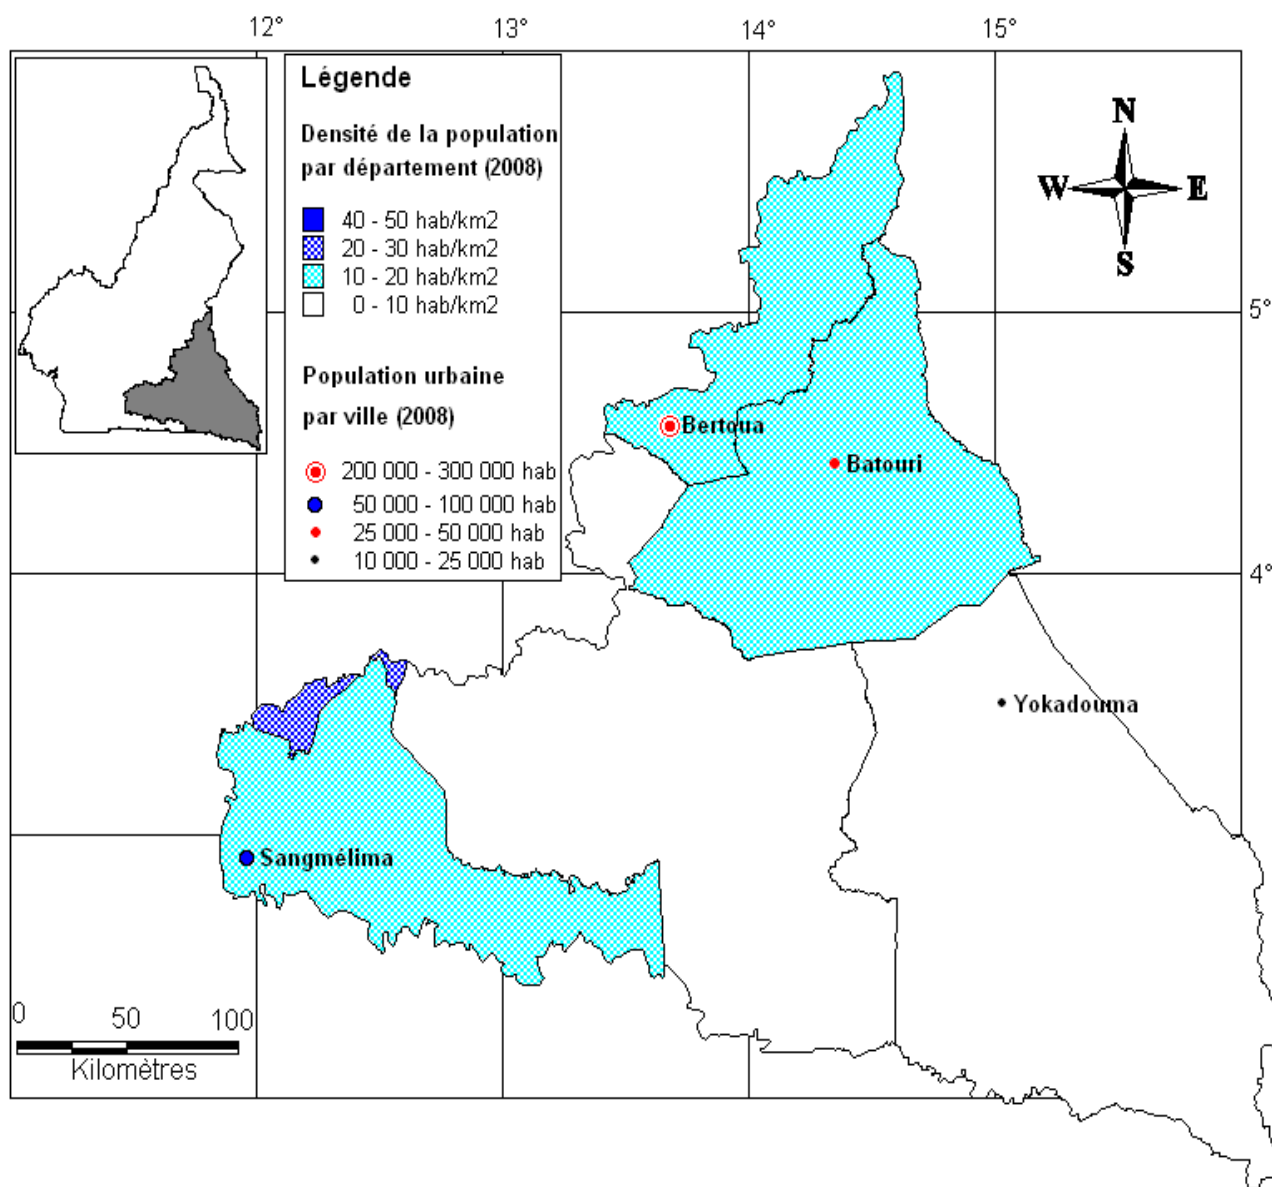 12° 13° 14° 15°
Légende
Densité de la population
par département (2008)
40 - 50 hab/km2
20 - 30 hab/km2
10 - 20 hab/km2
0 - 10 hab/km2
Population urbaine
par ville (2008)
200 000 - 300 000 hab
50 000 - 100 000 hab
25 000 - 50 000 hab
10 000 - 25 000 hab
N
W E
S
5°
Bertoua
Batouri
4°
Yokadouma
Sangmélima
0 50 100
Kilomètres